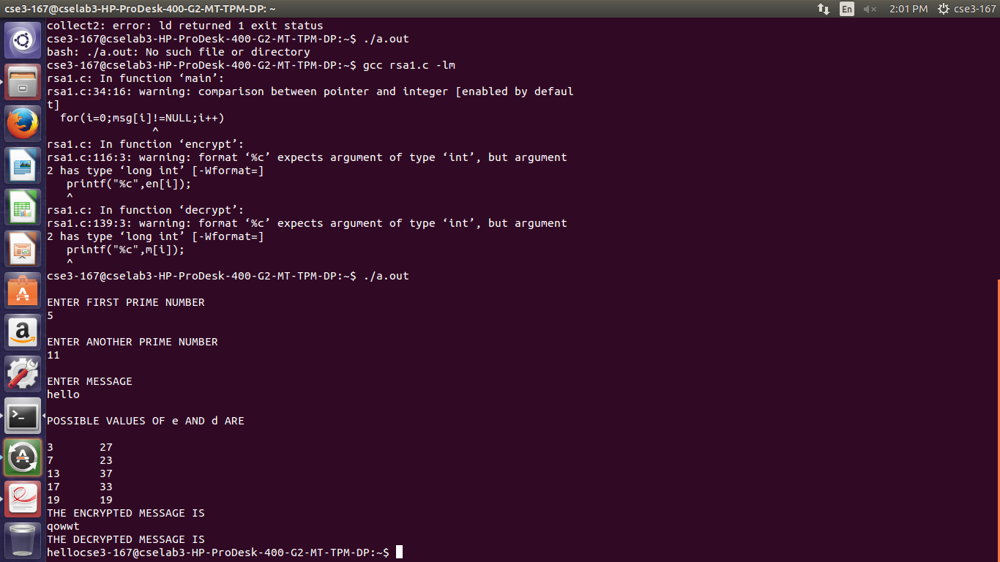 cse3-167@cselab3-HP-ProDesk-400-G2-MT-TPM-DP: ~ En 2:01 PM cse3-167
collect2: error: ld returned 1 exit status
cse3-167@cselab3-HP-ProDesk-400-G2-MT-TPM-DP:~$ ./a.out
bash: ./a.out: No such file or directory
cse3-167@cselab3-HP-ProDesk-400-G2-MT-TPM-DP:~$ gcc rsa1.c -lm
rsa1.c: In function ‘main’:
rsa1.c:34:16: warning: comparison between pointer and integer [enabled by defaul
t]
  for(i=0;msg[i]!=NULL;i++)
                ^
rsa1.c: In function ‘encrypt’:
rsa1.c:116:3: warning: format ‘%c’ expects argument of type ‘int’, but argument
2 has type ‘long int’ [-Wformat=]
   printf("%c",en[i]);
   ^
rsa1.c: In function ‘decrypt’:
rsa1.c:139:3: warning: format ‘%c’ expects argument of type ‘int’, but argument
2 has type ‘long int’ [-Wformat=]
   printf("%c",m[i]);
   ^
cse3-167@cselab3-HP-ProDesk-400-G2-MT-TPM-DP:~$ ./a.out
ENTER FIRST PRIME NUMBER
5
ENTER ANOTHER PRIME NUMBER
11
ENTER MESSAGE
hello
POSSIBLE VALUES OF e AND d ARE
3       27
7       23
13      37
17      33
19      19
THE ENCRYPTED MESSAGE IS
qowwt
THE DECRYPTED MESSAGE IS
hellocse3-167@cselab3-HP-ProDesk-400-G2-MT-TPM-DP:~$